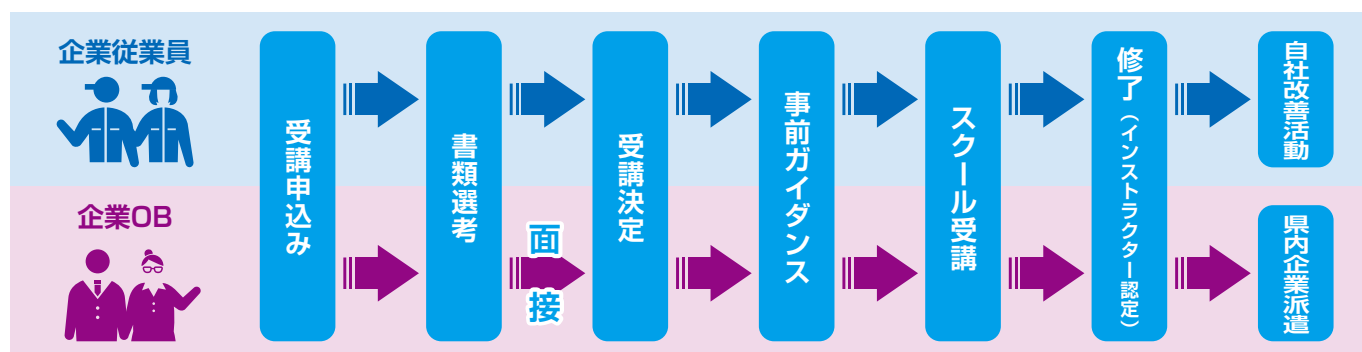 企業従業員
企業OB
受講申込み
書類選考
面接
受講決定
事前ガイダンス
スクール受講
修了（インストラクター認定）
自社改善活動
県内企業派遣